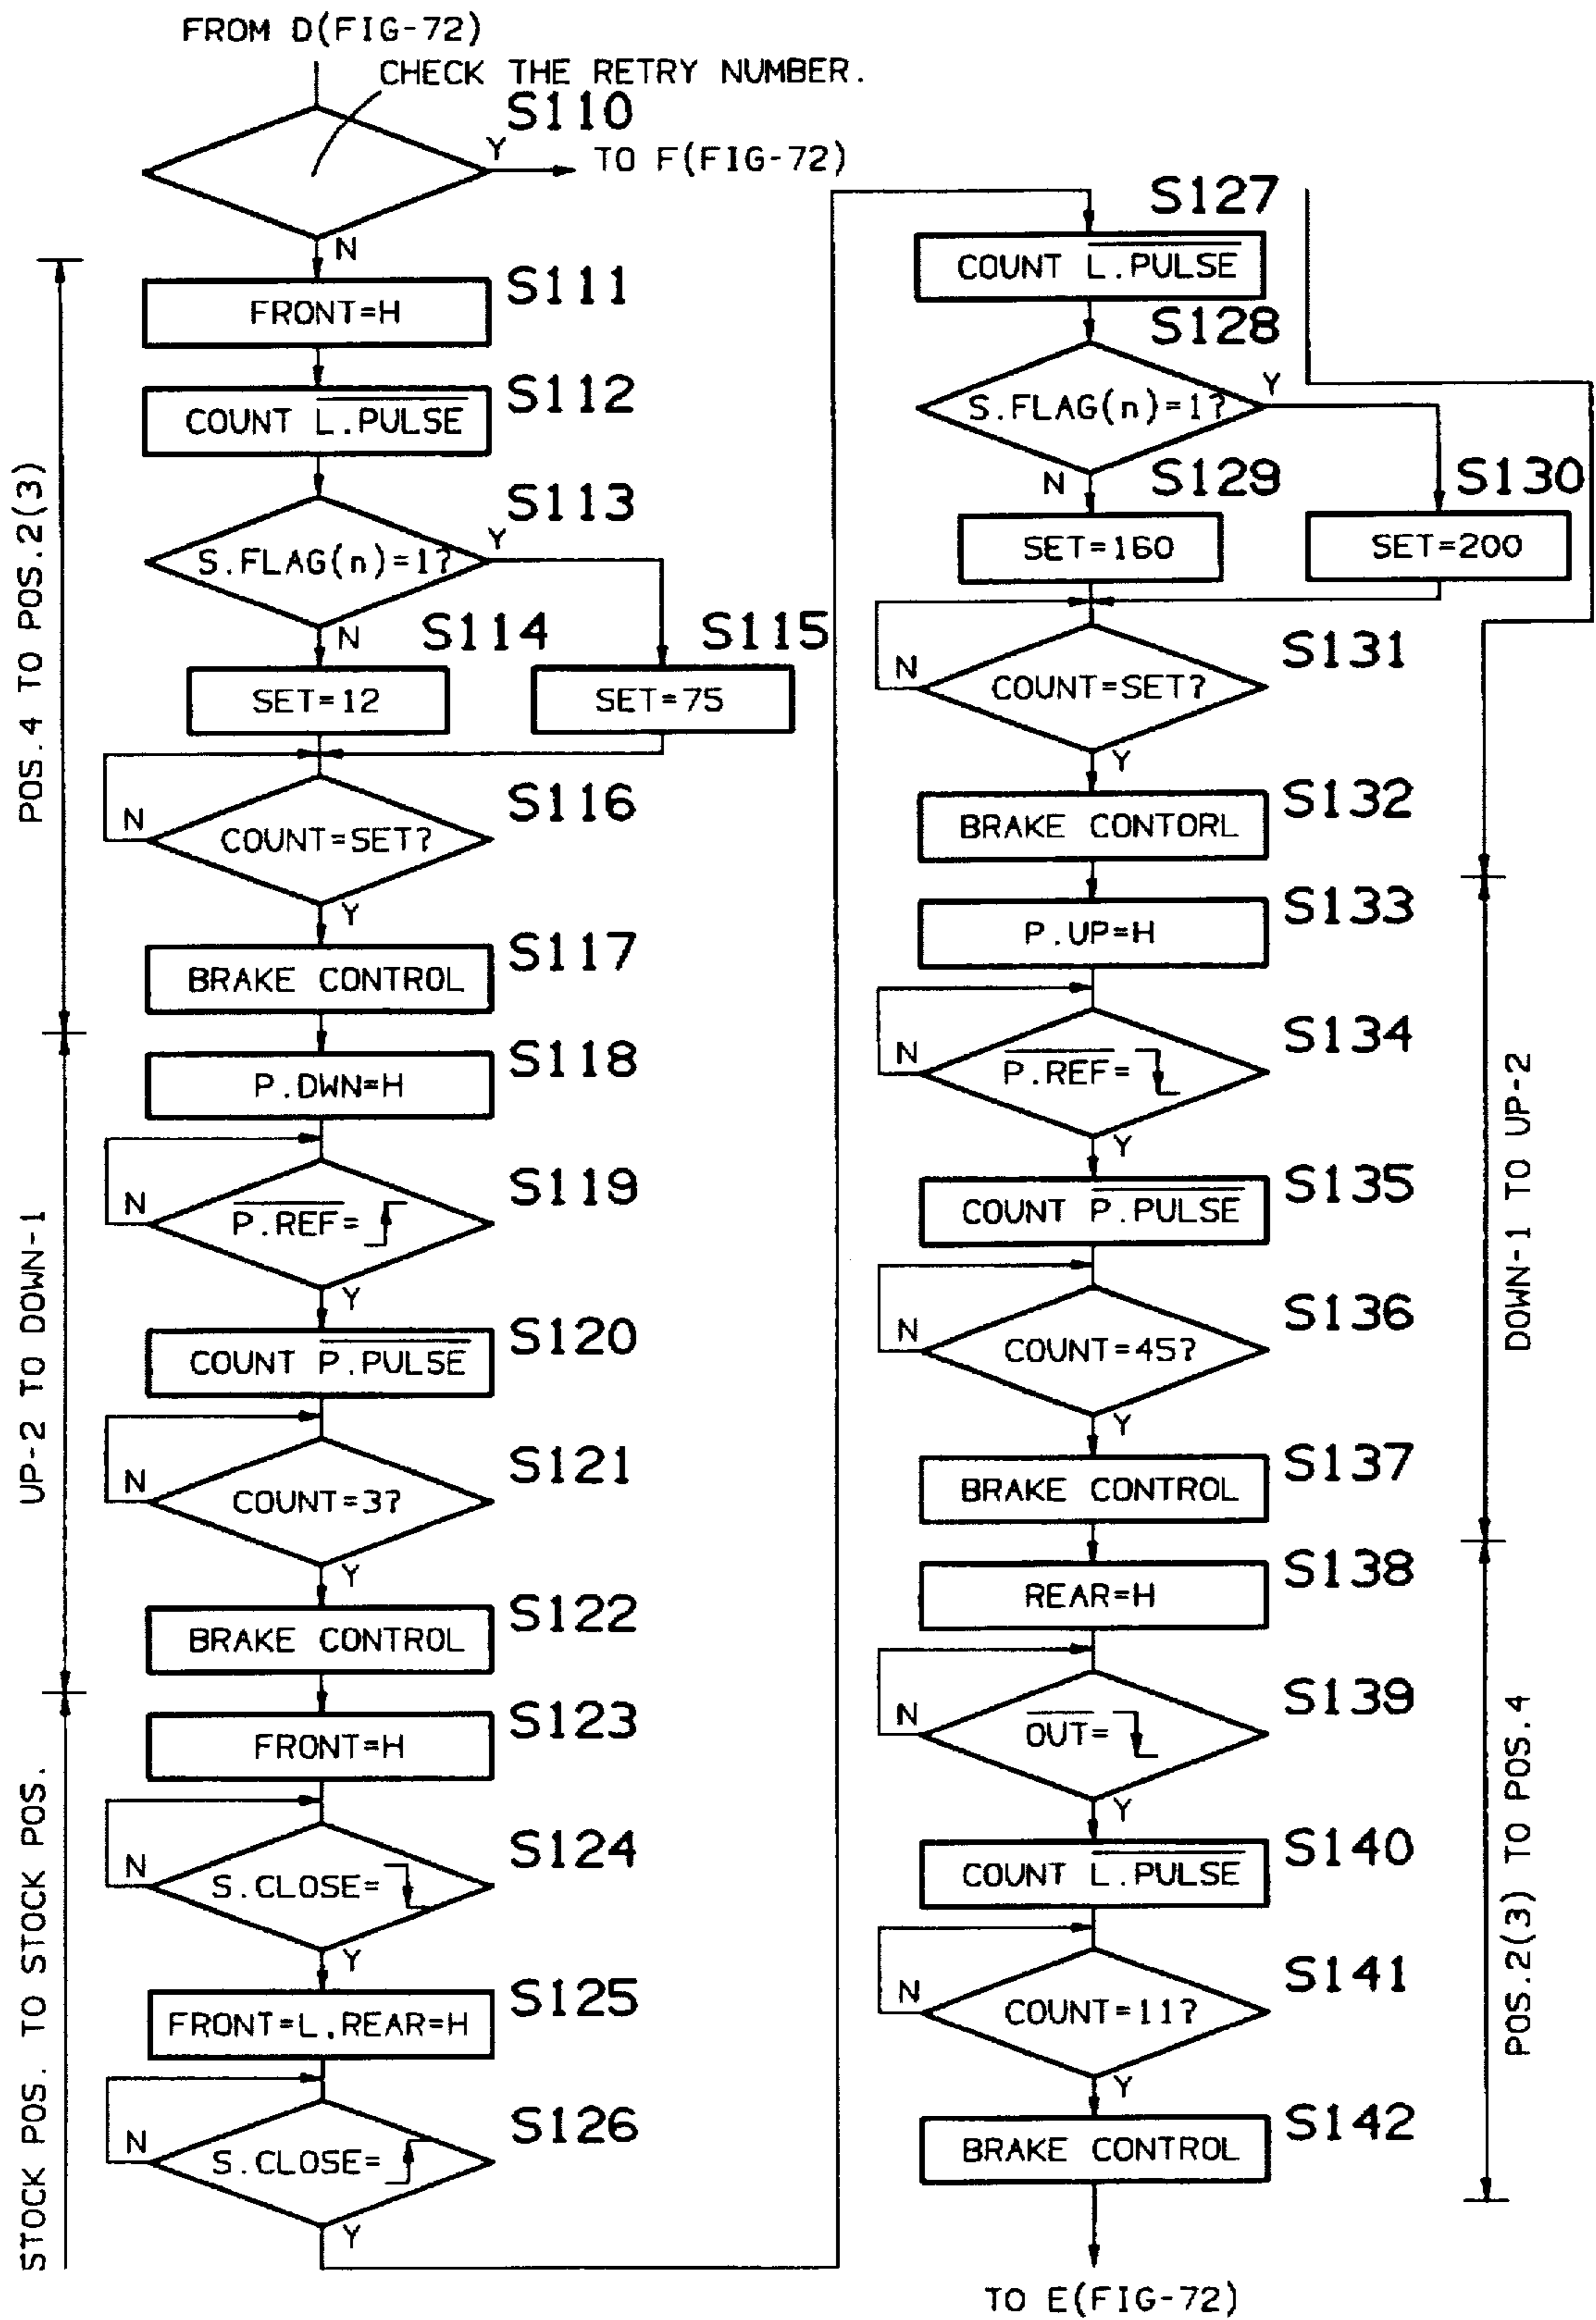 FROM D(FIG-72)
CHECK THE RETRY NUMBER.
S110
Y
TO F(FIG-72)
N
S111
FRONT=H
S112
COUNT L.PULSE
S113
S.FLAG(n)=1?
Y
N
S114
SET=12
S115
SET=75
S116
COUNT=SET?
N
Y
S117
BRAKE CONTROL
POS.4 TO POS.2(3)
S118
P.DWN=H
S119
P.REF=
N
Y
S120
COUNT P.PULSE
S121
COUNT=3?
N
Y
S122
BRAKE CONTROL
UP-2 TO DOWN-1
S123
FRONT=H
S124
S.CLOSE=
N
Y
S125
FRONT=L,REAR=H
S126
S.CLOSE=
N
Y
STOCK POS. TO STOCK POS.
S127
COUNT L.PULSE
S128
S.FLAG(n)=1?
Y
N
S129
SET=160
S130
SET=200
S131
COUNT=SET?
N
Y
S132
BRAKE CONTORL
S133
P.UP=H
S134
P.REF=
N
Y
S135
COUNT P.PULSE
S136
COUNT=45?
N
Y
S137
BRAKE CONTROL
DOWN-1 TO UP-2
S138
REAR=H
S139
OUT=
N
Y
S140
COUNT L.PULSE
S141
COUNT=11?
N
Y
S142
BRAKE CONTROL
POS.2(3) TO POS.4
TO E(FIG-72)